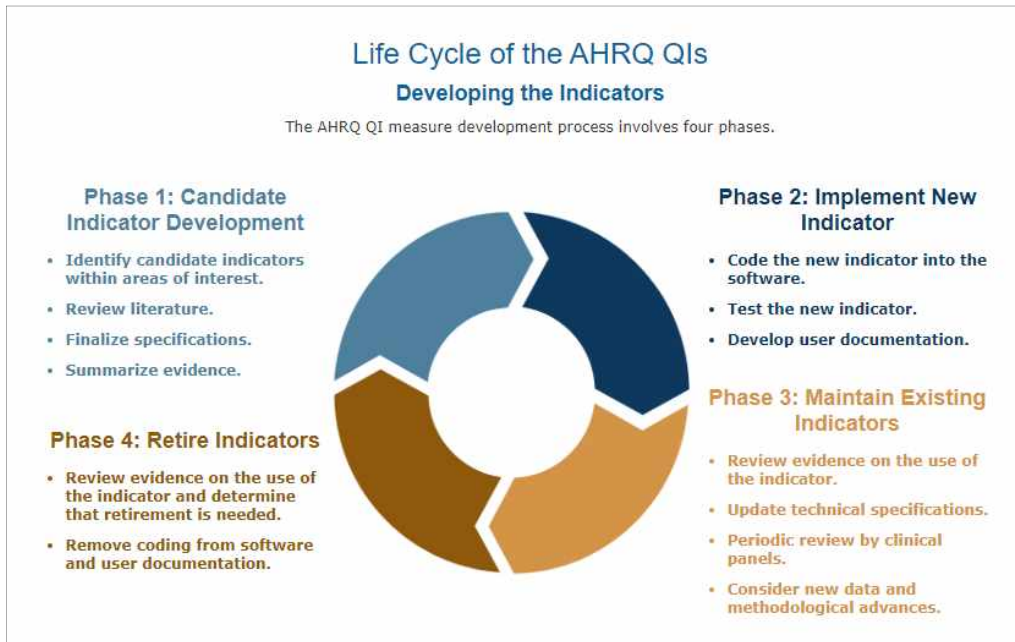 Life Cycle of the AHRQ QIs
Developing the Indicators
The AHRQ QI measure development process involves four phases.
Phase 1: Candidate
Indicator Development
• Identify candidate indicators
within areas of interest.
• Review literature.
• Finalize specifications.
• Summarize evidence.
Phase 2: Implement New
Indicator
• Code the new indicator into the
software.
• Test the new indicator.
• Develop user documentation.
Phase 3: Maintain Existing
Indicators
• Review evidence on the use of
the indicator.
• Update technical specifications.
• Periodic review by clinical
panels.
• Consider new data and
methodological advances.
Phase 4: Retire Indicators
• Review evidence on the use of
the indicator and determine
that retirement is needed.
• Remove coding from software
and user documentation.